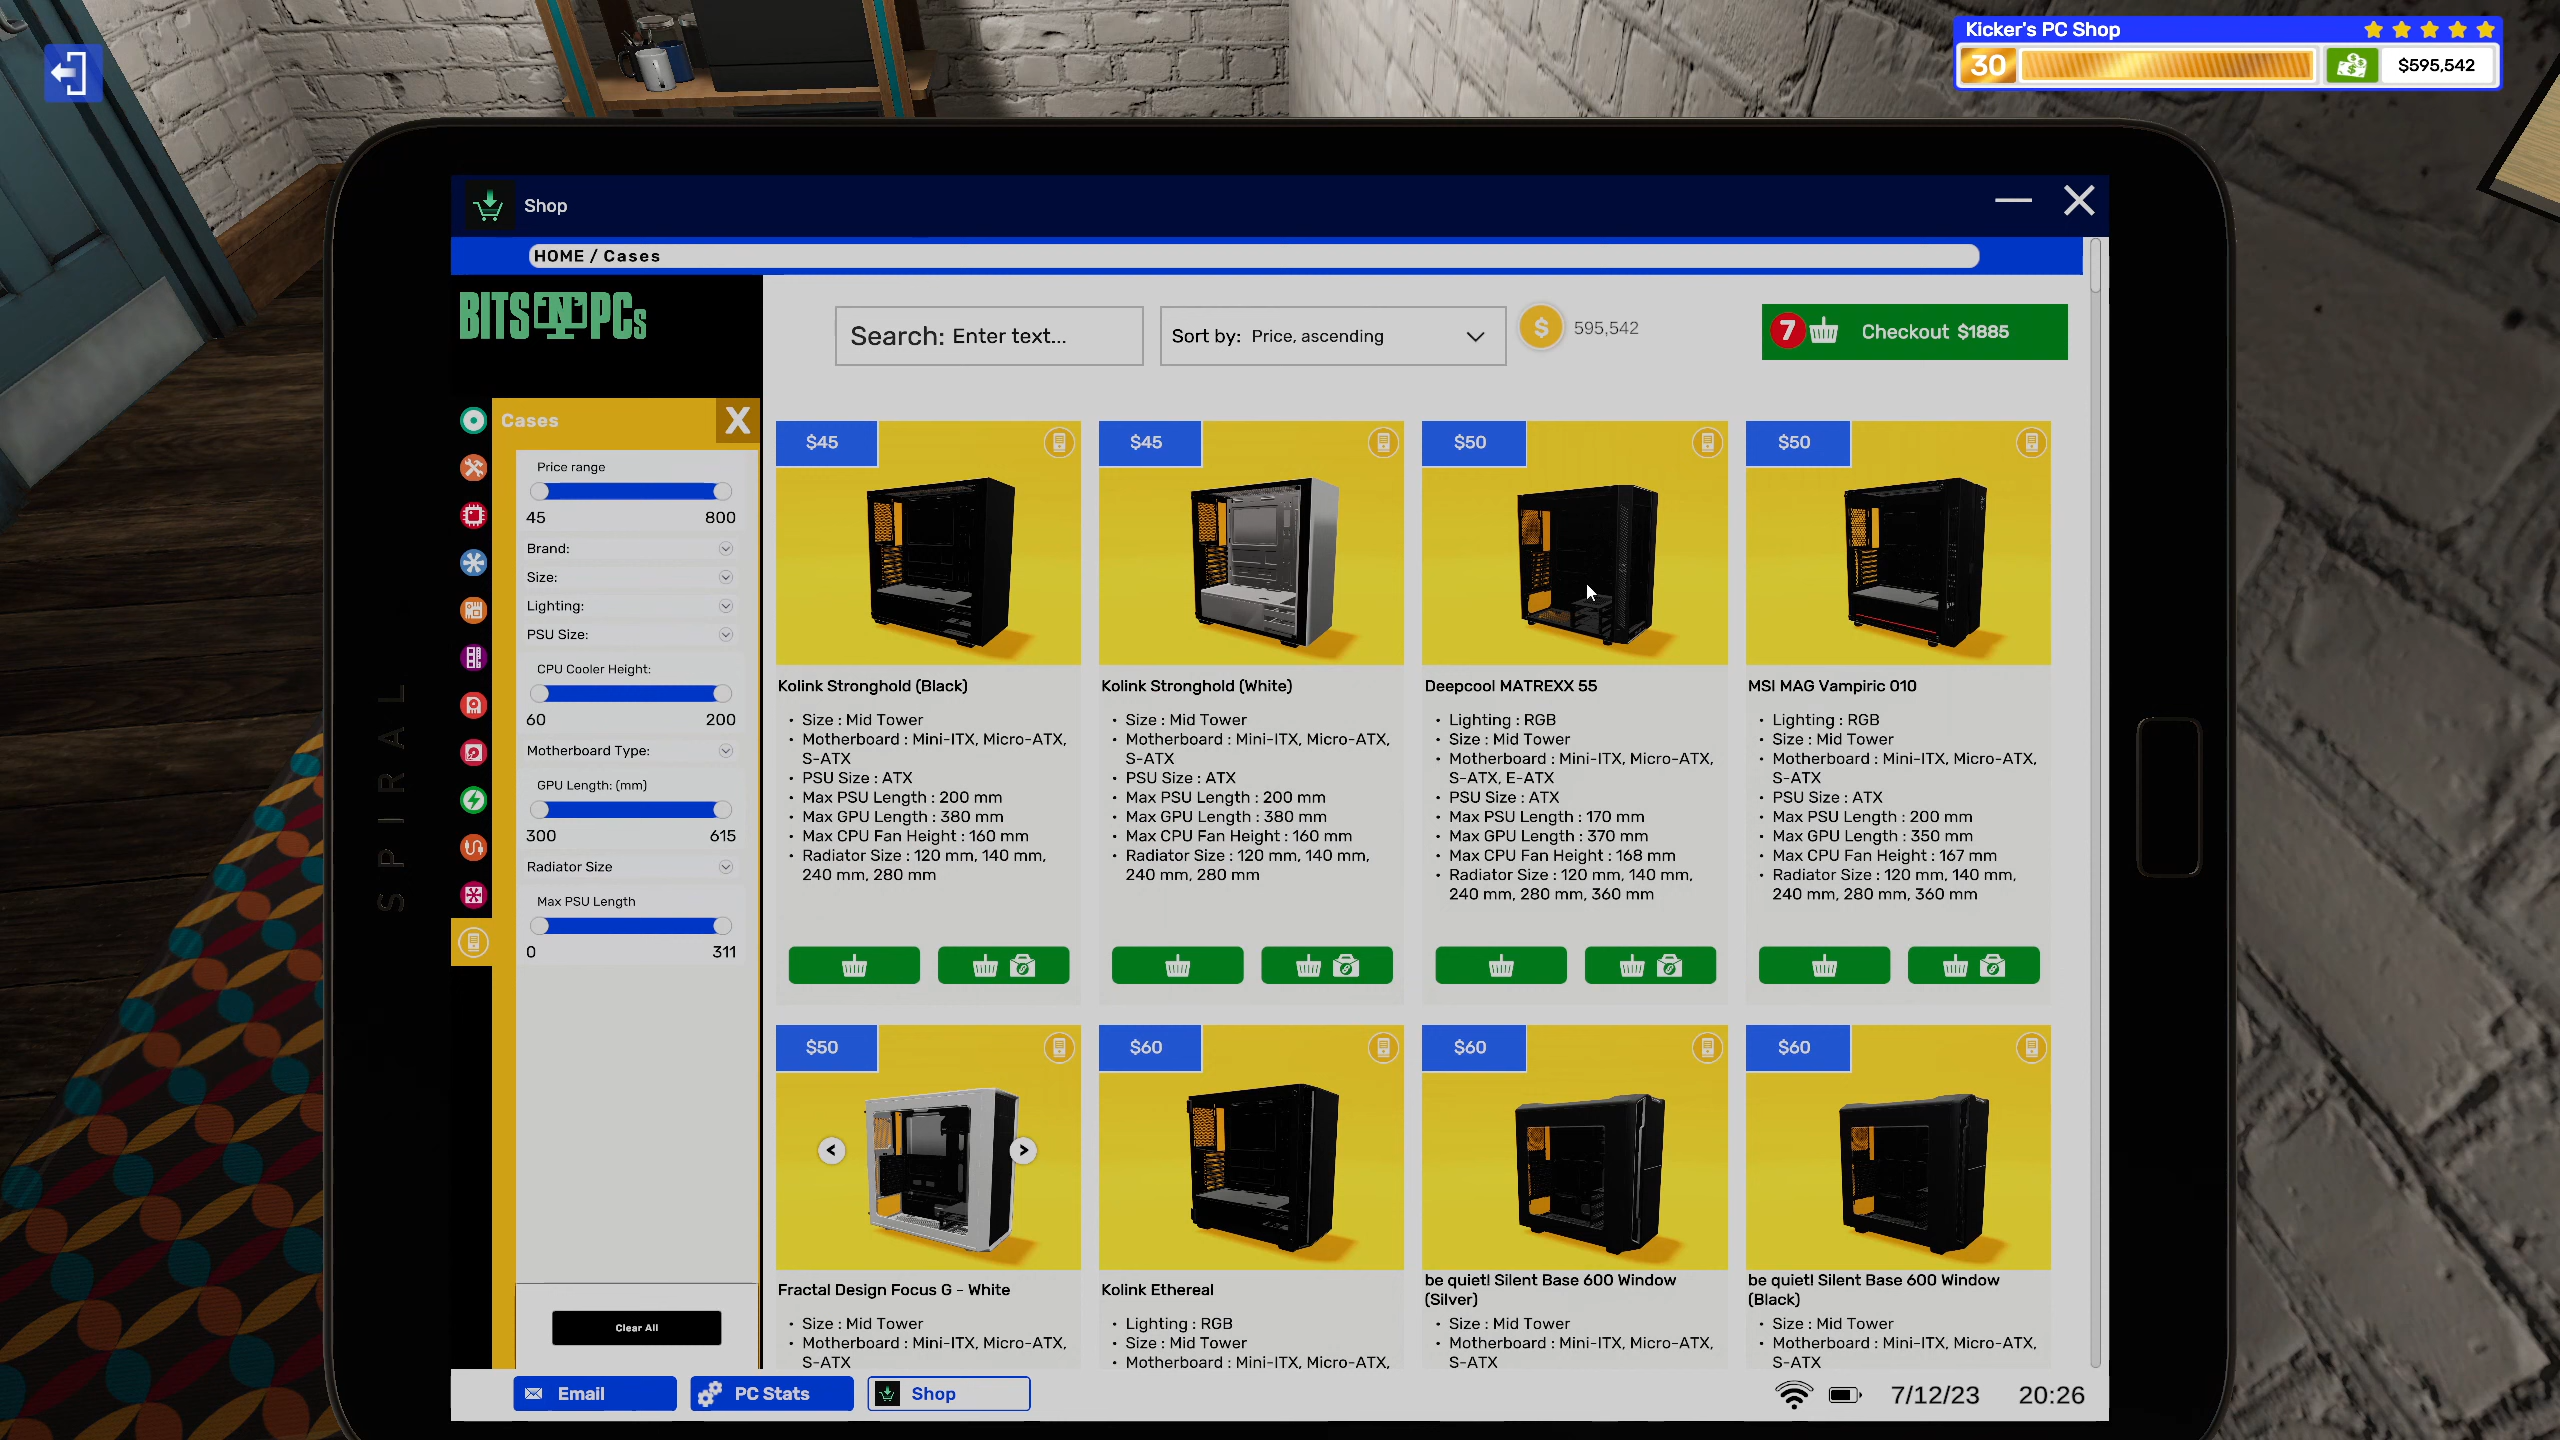 Kicker's PC Shop
30
$595,542
Shop
HOME / Cases
BITS N PCs
Search: Enter text...
Sort by: Price, ascending
$ 595,542
7 Checkout $1885
Cases
X
Price range
45 800
Brand:
Size:
Lighting:
PSU Size:
CPU Cooler Height:
60 200
Motherboard Type:
GPU Length: (mm)
300 615
Radiator Size
Max PSU Length
0 311
Clear All
$45
Kolink Stronghold (Black)
• Size : Mid Tower
• Motherboard : Mini-ITX, Micro-ATX,
S-ATX
• PSU Size : ATX
• Max PSU Length : 200 mm
• Max GPU Length : 380 mm
• Max CPU Fan Height : 160 mm
• Radiator Size : 120 mm, 140 mm,
240 mm, 280 mm
$45
Kolink Stronghold (White)
• Size : Mid Tower
• Motherboard : Mini-ITX, Micro-ATX,
S-ATX
• PSU Size : ATX
• Max PSU Length : 200 mm
• Max GPU Length : 380 mm
• Max CPU Fan Height : 160 mm
• Radiator Size : 120 mm, 140 mm,
240 mm, 280 mm
$50
Deepcool MATREXX 55
• Lighting : RGB
• Size : Mid Tower
• Motherboard : Mini-ITX, Micro-ATX,
S-ATX, E-ATX
• PSU Size : ATX
• Max PSU Length : 170 mm
• Max GPU Length : 370 mm
• Max CPU Fan Height : 168 mm
• Radiator Size : 120 mm, 140 mm,
240 mm, 280 mm, 360 mm
$50
MSI MAG Vampiric 010
• Lighting : RGB
• Size : Mid Tower
• Motherboard : Mini-ITX, Micro-ATX,
S-ATX
• PSU Size : ATX
• Max PSU Length : 200 mm
• Max GPU Length : 350 mm
• Max CPU Fan Height : 167 mm
• Radiator Size : 120 mm, 140 mm,
240 mm, 280 mm, 360 mm
$50
< >
Fractal Design Focus G - White
• Size : Mid Tower
• Motherboard : Mini-ITX, Micro-ATX,
S-ATX
$60
Kolink Ethereal
• Lighting : RGB
• Size : Mid Tower
• Motherboard : Mini-ITX, Micro-ATX,
$60
be quiet! Silent Base 600 Window
(Silver)
• Size : Mid Tower
• Motherboard : Mini-ITX, Micro-ATX,
S-ATX
$60
be quiet! Silent Base 600 Window
(Black)
• Size : Mid Tower
• Motherboard : Mini-ITX, Micro-ATX,
S-ATX
SPIRAL
Email
PC Stats
Shop
7/12/23 20:26